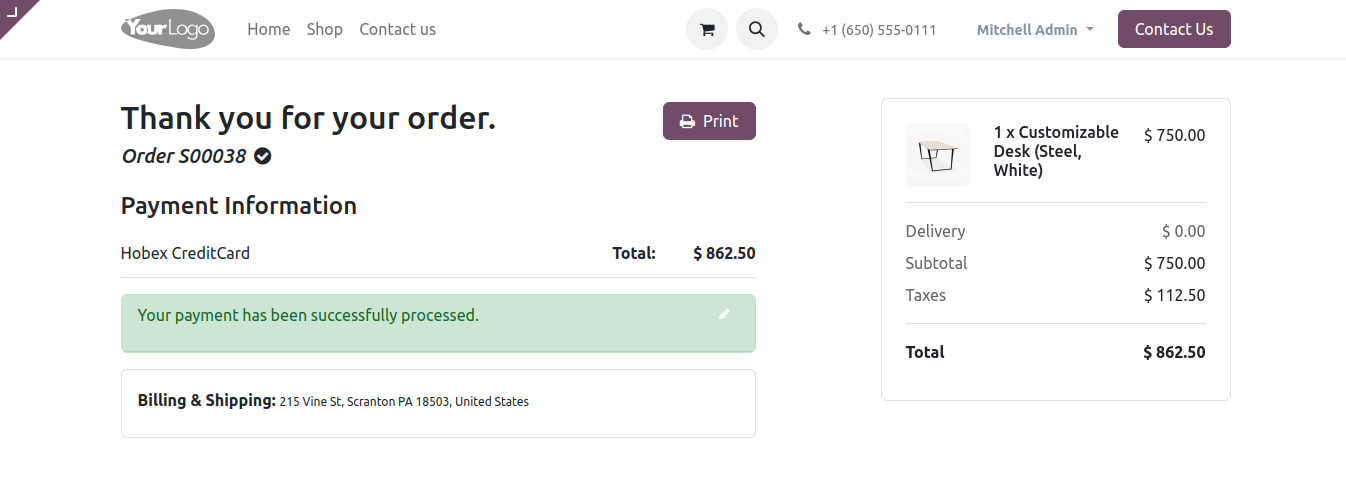 YourLogo
Home Shop Contact us
+1 (650) 555-0111
Mitchell Admin
Contact Us
Thank you for your order.
Print
Order S00038
Payment Information
Hobex CreditCard Total: $ 862.50
Your payment has been successfully processed.
Billing & Shipping: 215 Vine St, Scranton PA 18503, United States
1 x Customizable $ 750.00
Desk (Steel,
White)
Delivery $ 0.00
Subtotal $ 750.00
Taxes $ 112.50
Total $ 862.50